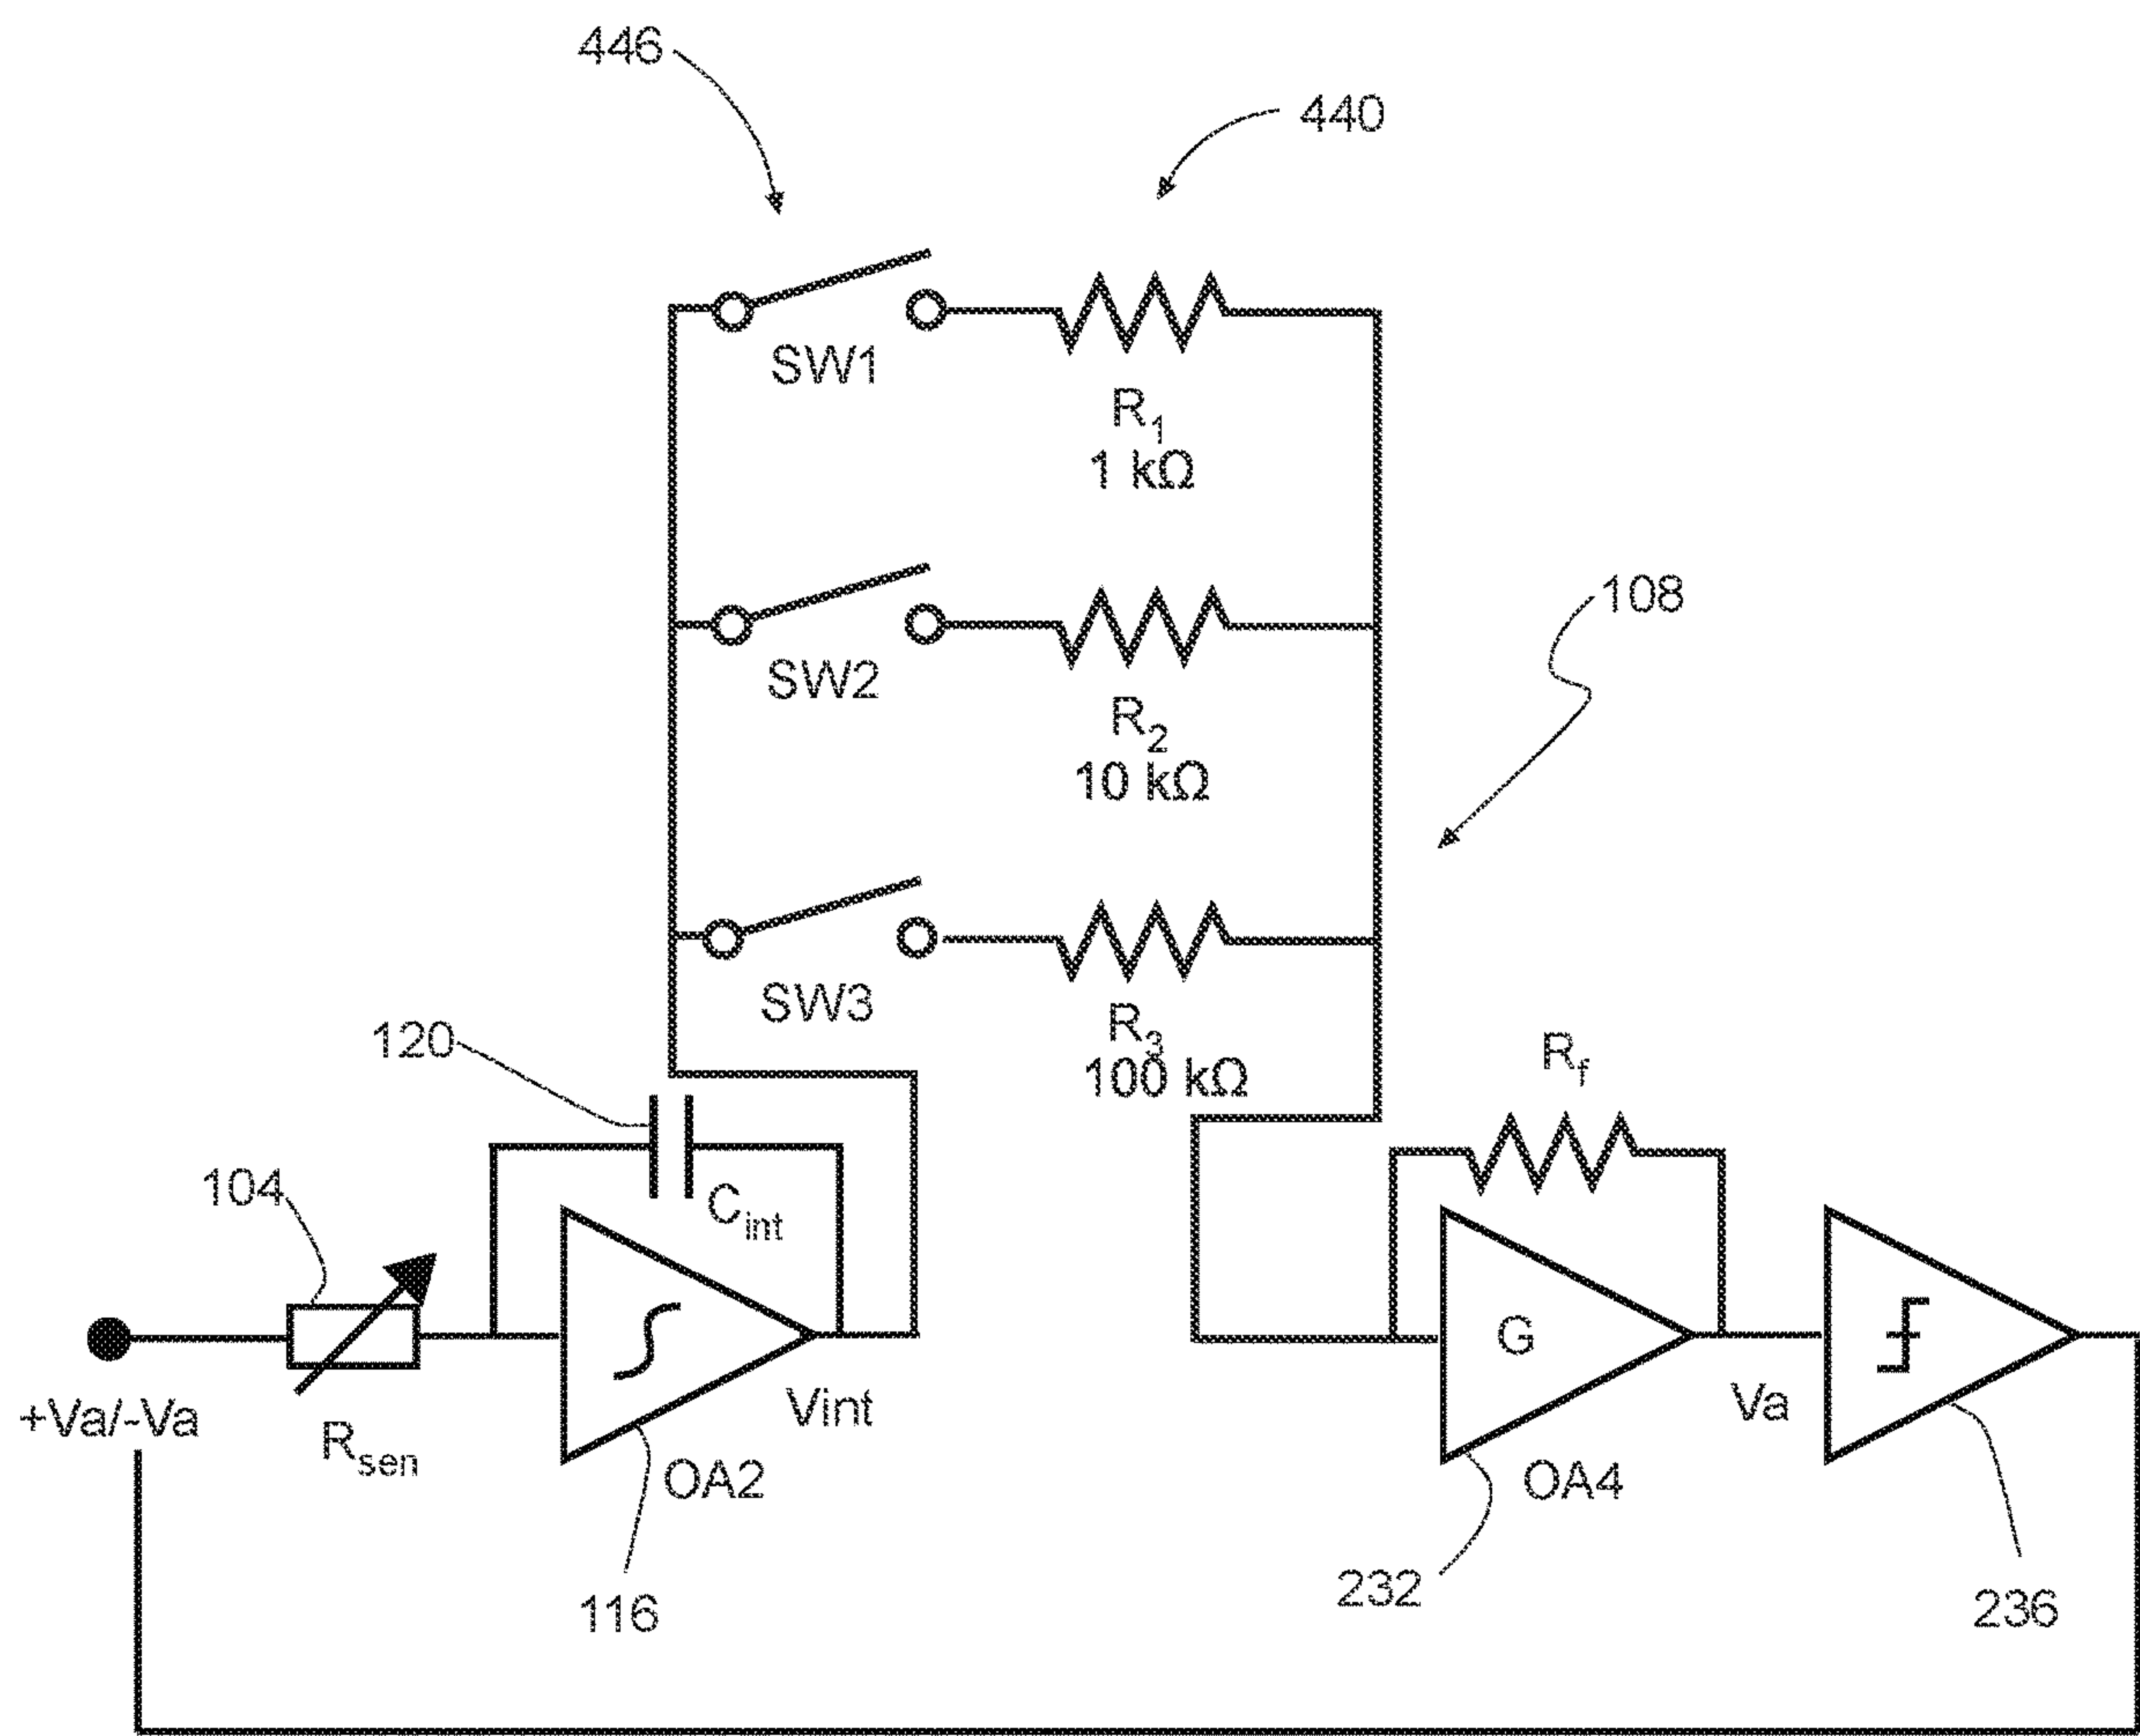 446
440
SW1
R1
1 kΩ
108
SW2
R2
10 kΩ
SW3
R3
100 kΩ
120
Rf
104
Cint
G
+Va/-Va
Rsen
Vint
Va
OA2
OA4
116
232
236